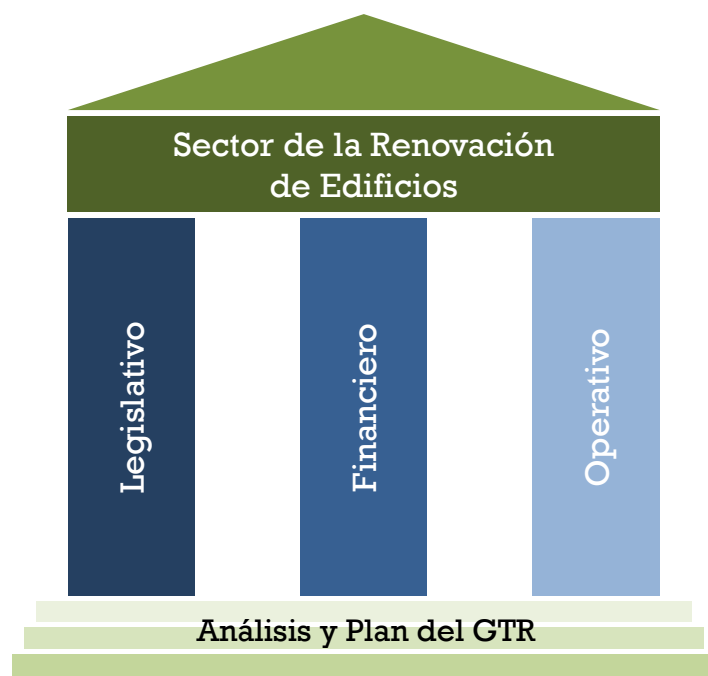 Sector de la Renovación
de Edificios
Legislativo
Financiero
Operativo
Análisis y Plan del GTR